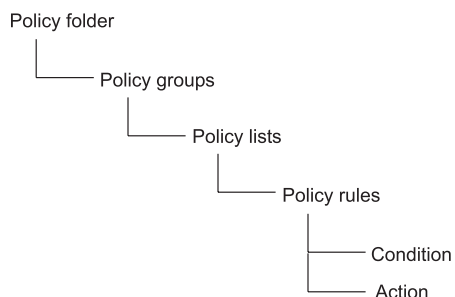 Policy folder
Policy groups
Policy lists
Policy rules
Condition
Action